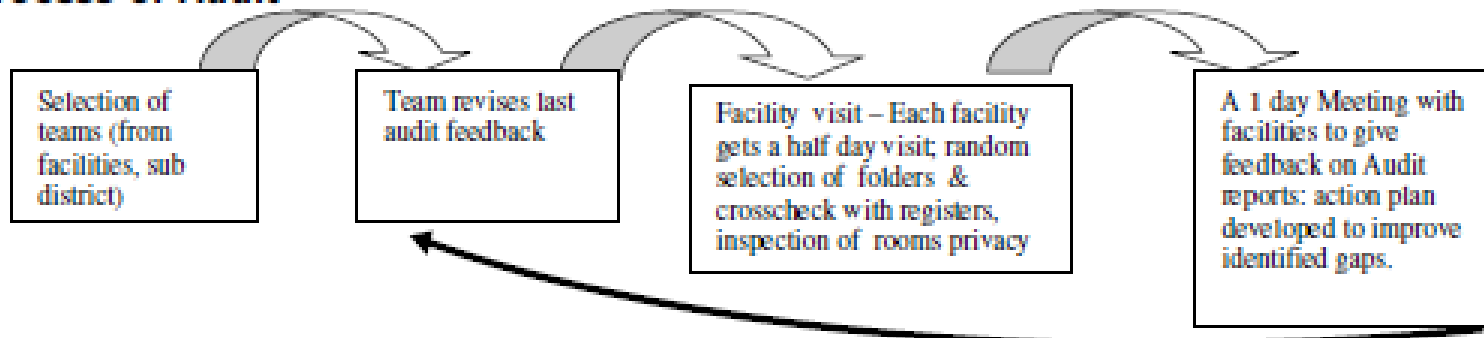 Selection of
teams (from
facilities, sub
district)
Team revises last
audit feedback
Facility visit – Each facility
gets a half day visit; random
selection of folders &
crosscheck with registers,
inspection of rooms privacy
A 1 day Meeting with
facilities to give
feedback on Audit
reports: action plan
developed to improve
identified gaps.